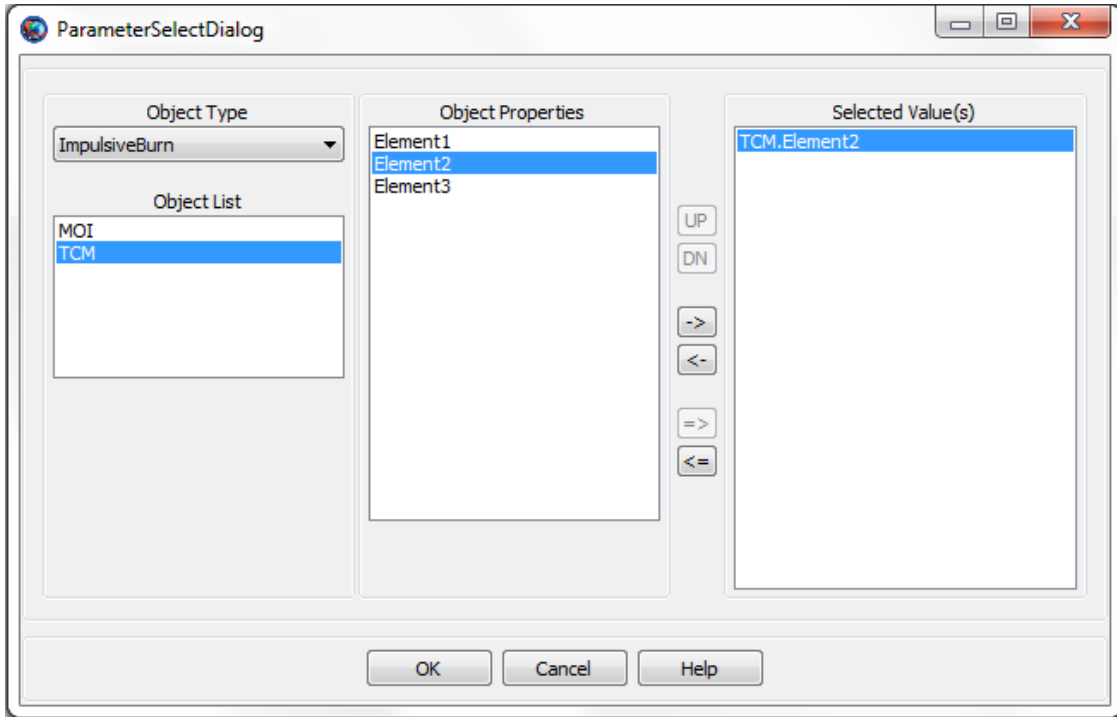 ParameterSelectDialog
Object Type
ImpulsiveBurn
Object List
MOI
TCM
Object Properties
Element1
Element2
Element3
UP
DN
->
<-
=>
<=
Selected Value(s)
TCM.Element2
OK
Cancel
Help